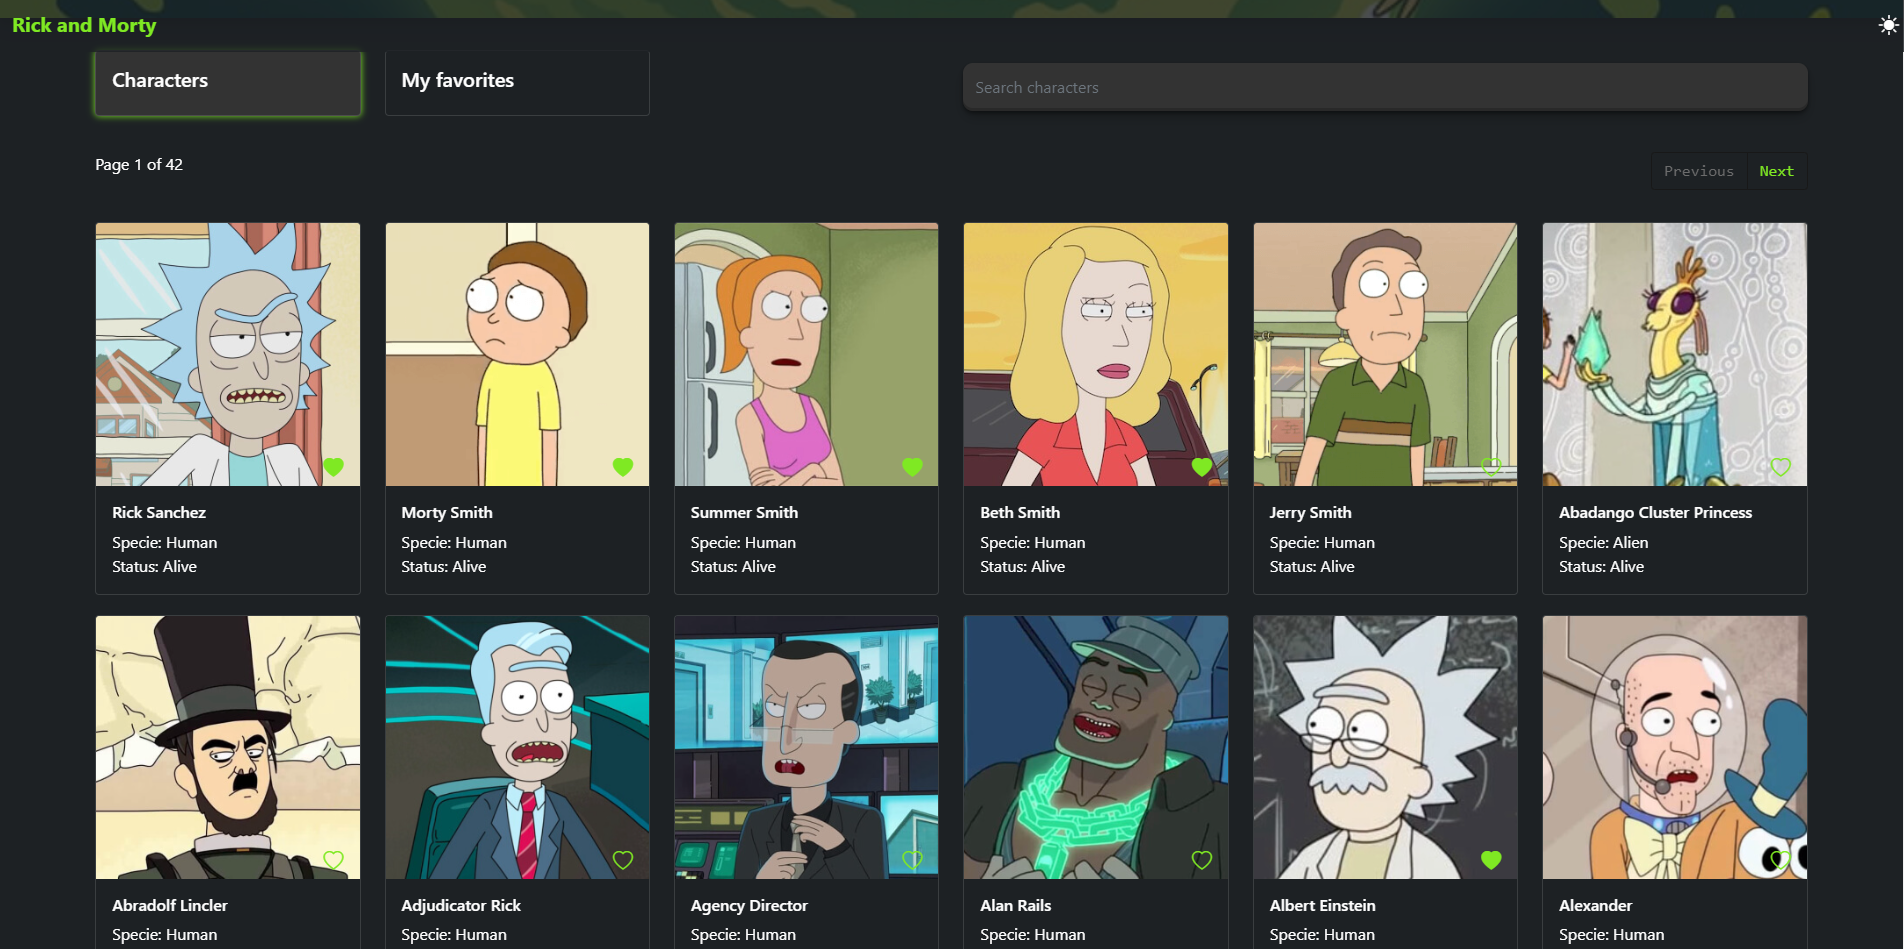 Rick and Morty
Characters
My favorites
Search characters
Page 1 of 42
Previous
Next
Rick Sanchez
Specie: Human
Status: Alive
Morty Smith
Specie: Human
Status: Alive
Summer Smith
Specie: Human
Status: Alive
Beth Smith
Specie: Human
Status: Alive
Jerry Smith
Specie: Human
Status: Alive
Abadango Cluster Princess
Specie: Alien
Status: Alive
Abradolf Lincler
Specie: Human
Adjudicator Rick
Specie: Human
Agency Director
Specie: Human
Alan Rails
Specie: Human
Albert Einstein
Specie: Human
Alexander
Specie: Human